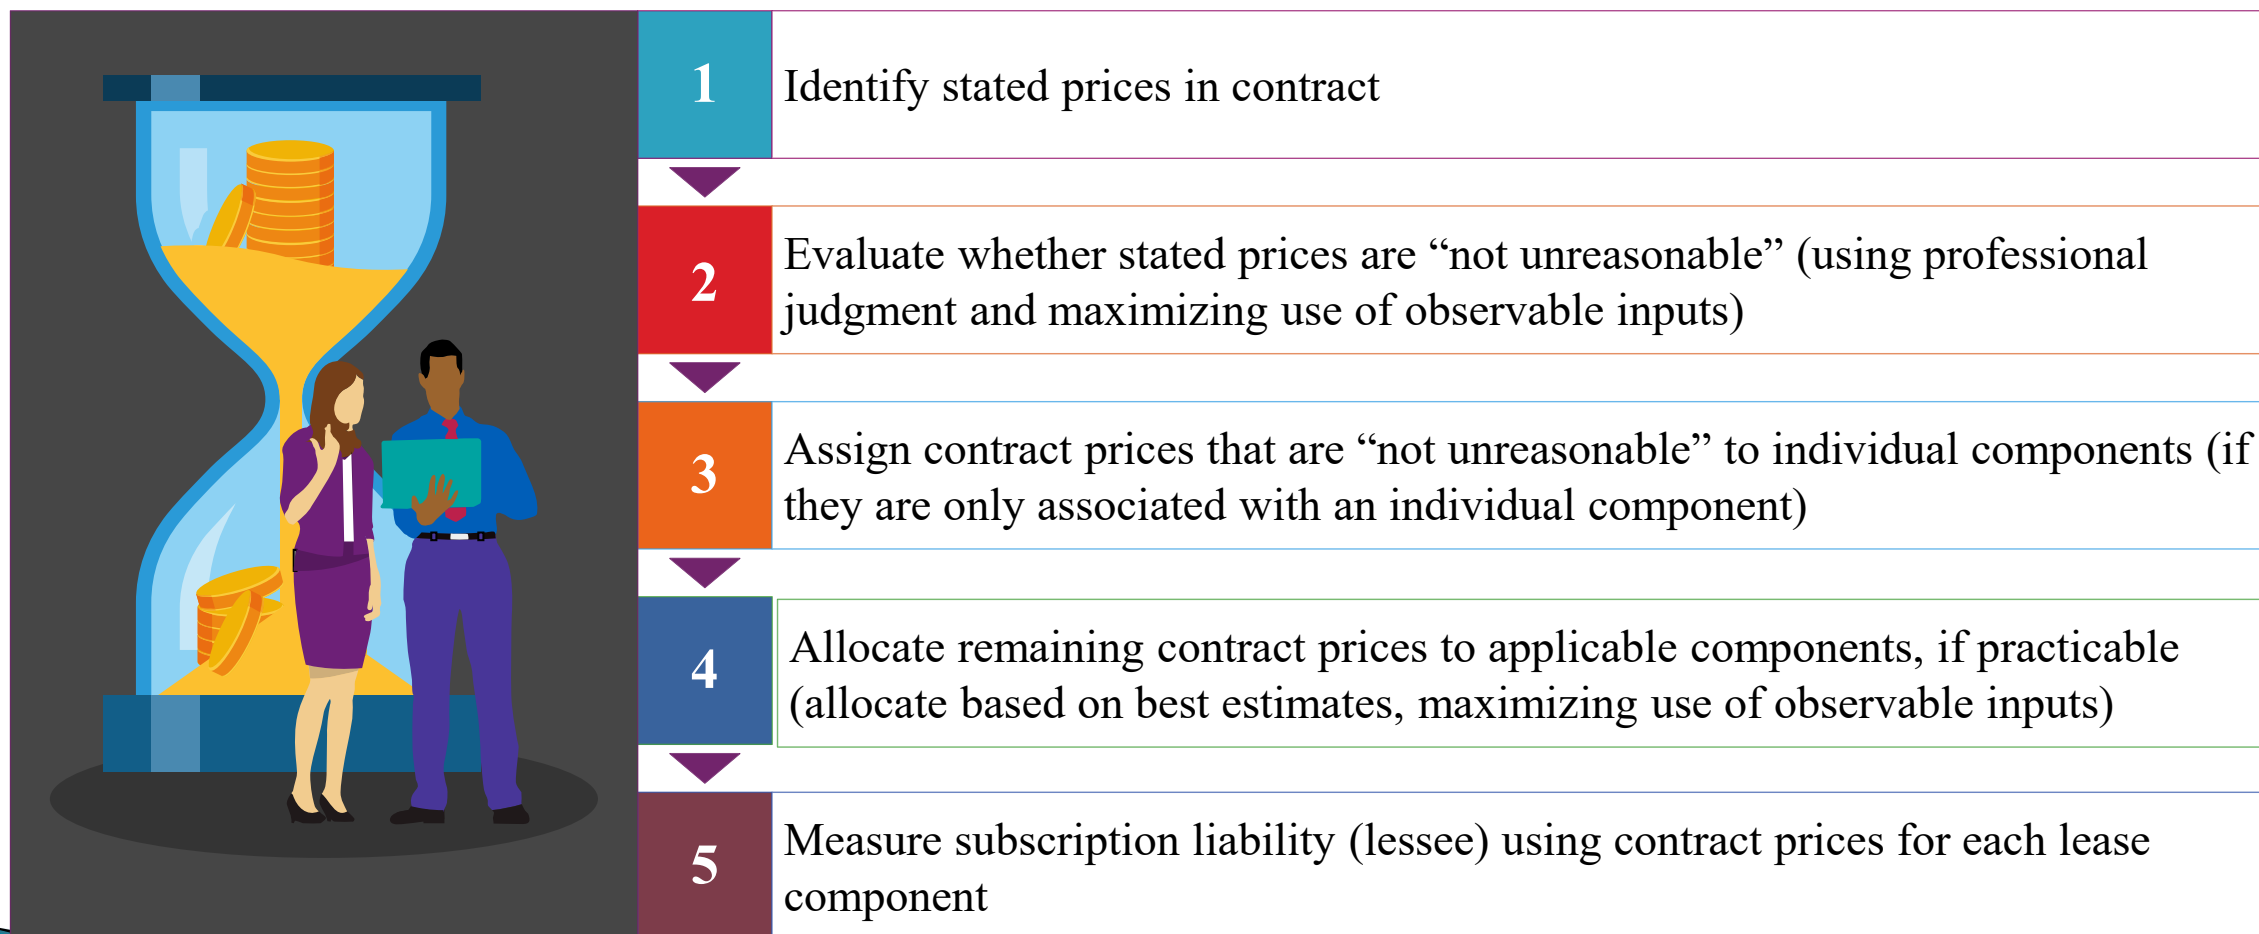 1
Identify stated prices in contract
2
Evaluate whether stated prices are “not unreasonable” (using professional
judgment and maximizing use of observable inputs)
3
Assign contract prices that are “not unreasonable” to individual components (if
they are only associated with an individual component)
4
Allocate remaining contract prices to applicable components, if practicable
(allocate based on best estimates, maximizing use of observable inputs)
5
Measure subscription liability (lessee) using contract prices for each lease
component